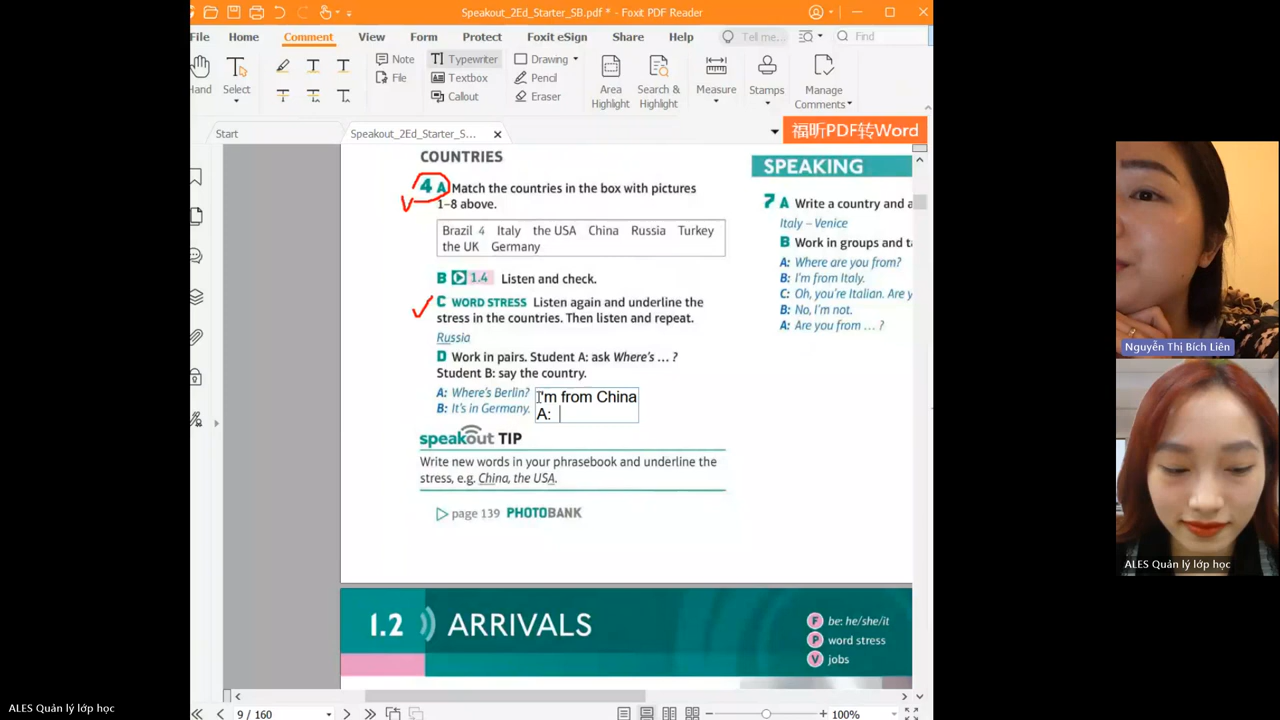 Speakout_2Ed_Starter_SB.pdf * - Foxit PDF Reader
File Home Comment View Form Protect Foxit eSign Share Help Tell me... Find
Hand
Select
Note
File
Typewriter
Textbox
Callout
Drawing
Pencil
Eraser
Area
Highlight
Search &
Highlight
Measure
Stamps
Manage
Comments
Start
Speakout_2Ed_Starter_S...
福昕PDF转Word
COUNTRIES
4 A Match the countries in the box with pictures
1–8 above.
Brazil 4 Italy the USA China Russia Turkey
the UK Germany
B 1.4 Listen and check.
C WORD STRESS Listen again and underline the
stress in the countries. Then listen and repeat.
Russia
D Work in pairs. Student A: ask Where's ... ?
Student B: say the country.
A: Where's Berlin?
B: It's in Germany.
I'm from China
A:
speakout TIP
Write new words in your phrasebook and underline the
stress, e.g. China, the USA.
page 139 PHOTOBANK
SPEAKING
7 A Write a country and a
Italy – Venice
B Work in groups and ta
A: Where are you from?
B: I'm from Italy.
C: Oh, you're Italian. Are y
B: No, I'm not.
A: Are you from ... ?
1.2 ARRIVALS
F be: he/she/it
P word stress
V jobs
9 / 160
100%
Nguyễn Thị Bích Liên
ALES Quản lý lớp học
ALES Quản lý lớp học